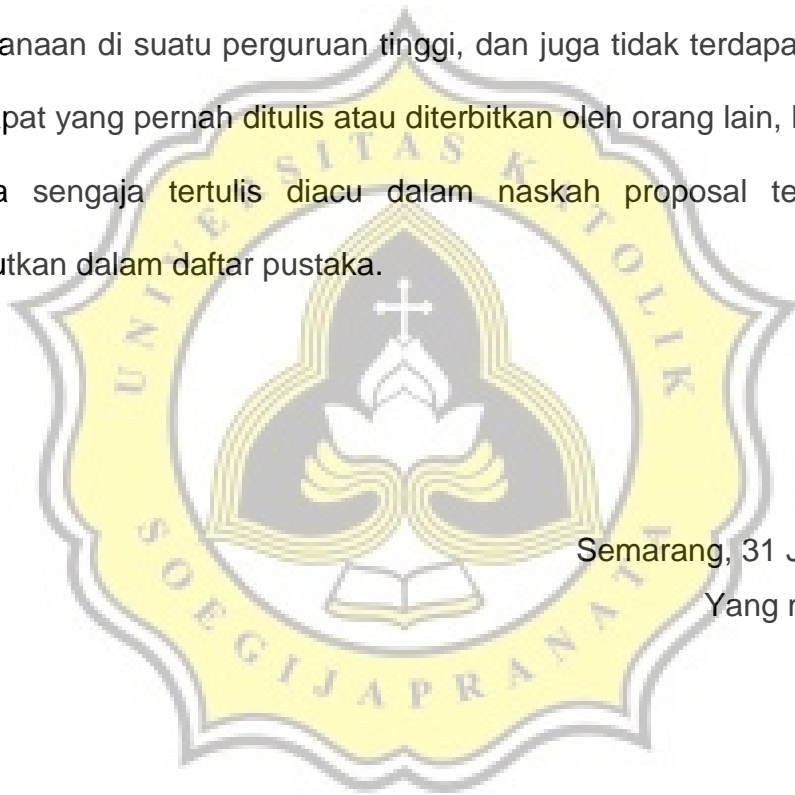 anaan di suatu perguruan tinggi, dan juga tidak terdapa
pat yang pernah ditulis atau diterbitkan oleh orang lain,
a sengaja tertulis diacu dalam naskah proposal te
utkan dalam daftar pustaka.
UNIVERSITAS KATOLIK
SOEGIJAPRANATA
Semarang, 31 J
Yang